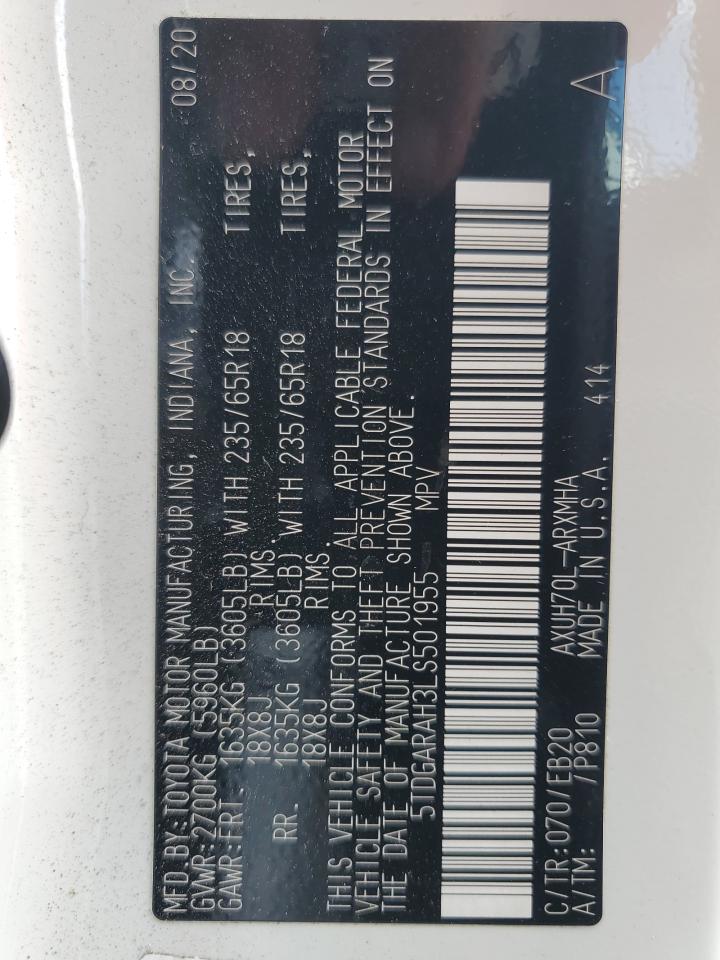 MFD.BY:TOYOTA MOTOR MANUFACTURING, INDIANA, INC. 08/20
GVWR:2700KG (5960LB)
GAWR:FRT. 1635KG (3605LB) WITH 235/65R18 TIRES,
18X8J RIMS.
RR. 1635KG (3605LB) WITH 235/65R18 TIRES,
18X8J RIMS.
THIS VEHICLE CONFORMS TO ALL APPLICABLE FEDERAL MOTOR
VEHICLE SAFETY AND THEFT PREVENTION STANDARDS IN EFFECT ON
THE DATE OF MANUFACTURE SHOWN ABOVE.
5TDGARAH3LS501955 MPV
C/TR:070/EB20 AXUH70L-ARXMHA
A/TM: /P810 MADE IN U.S.A. 414 A